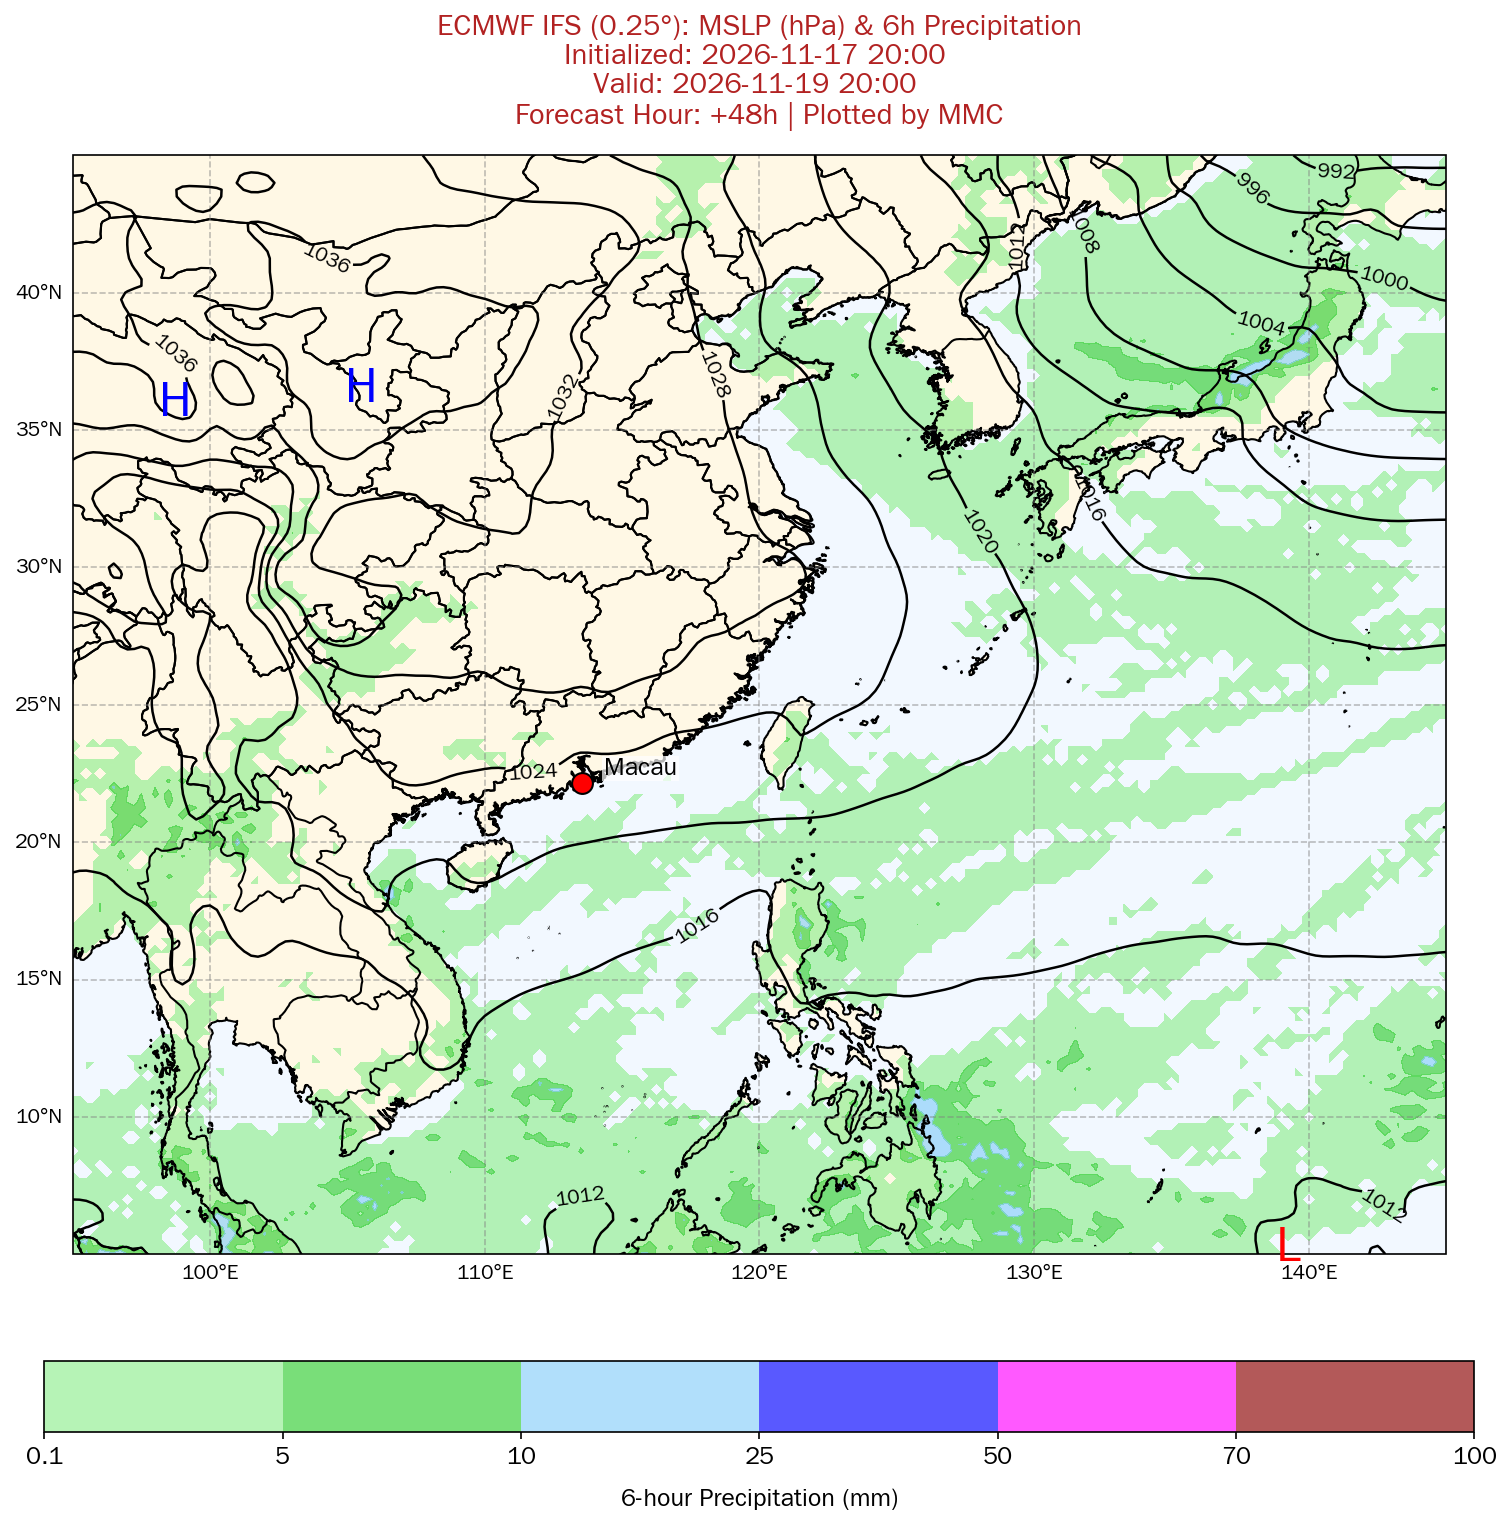 ECMWF IFS (0.25°): MSLP (hPa) & 6h Precipitation
Initialized: 2026-11-17 20:00
Valid: 2026-11-19 20:00
Forecast Hour: +48h | Plotted by MMC
992
996
1012
1008
1036
1000
40°N
1004
1036
H
H
1032
1028
35°N
1016
1020
30°N
25°N
1024
Macau
20°N
1016
15°N
10°N
1012
1012
L
100°E 110°E 120°E 130°E 140°E
0.1 5 10 25 50 70 100
6-hour Precipitation (mm)